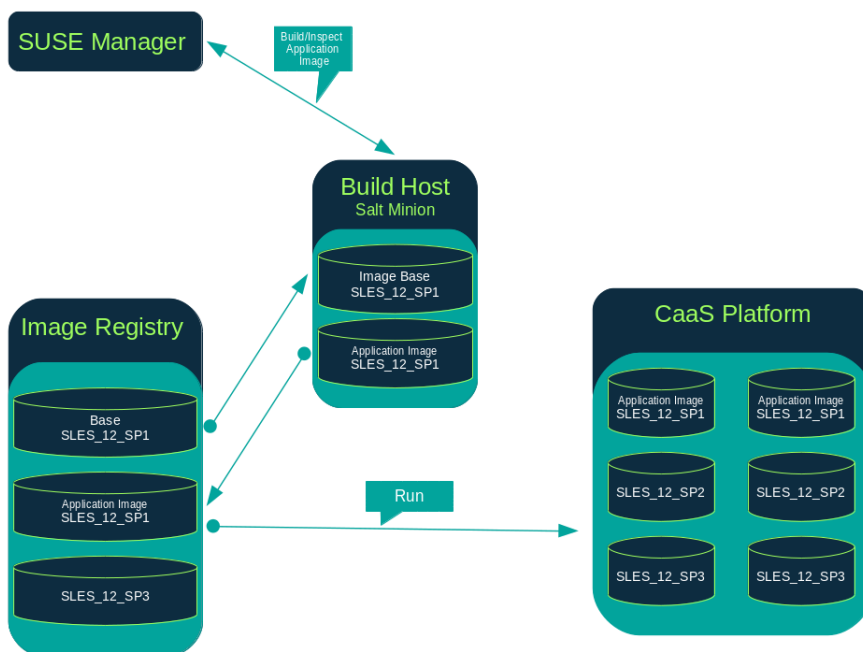 SUSE Manager
Build/Inspect
Application
Image
Build Host
Salt Minion
Image Base
SLES_12_SP1
Application Image
SLES_12_SP1
Image Registry
Base
SLES_12_SP1
Application Image
SLES_12_SP1
SLES_12_SP3
Run
CaaS Platform
Application Image
SLES_12_SP1
Application Image
SLES_12_SP1
SLES_12_SP2
SLES_12_SP2
SLES_12_SP3
SLES_12_SP3